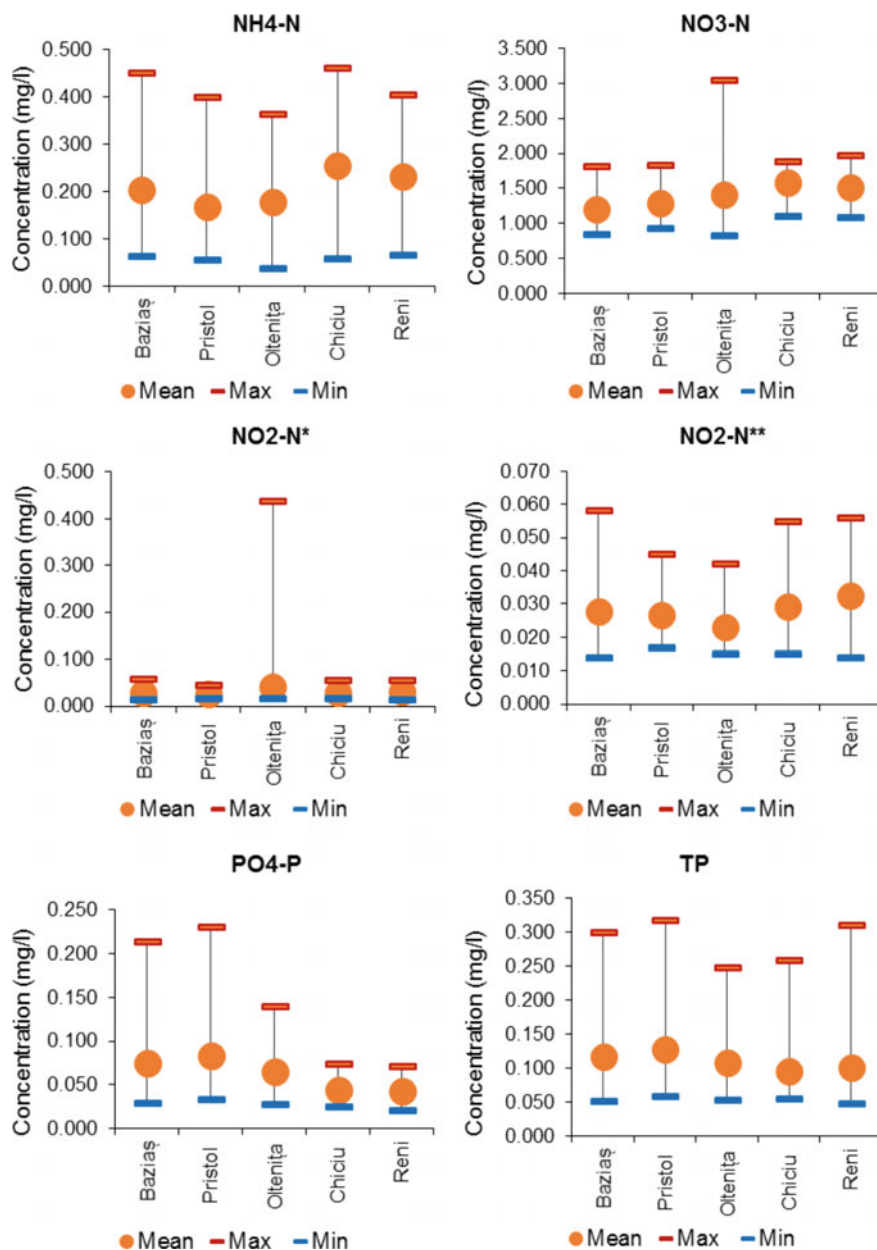 NH4-N
Concentration (mg/l)
0.500
0.400
0.300
0.200
0.100
0.000
Baziaș
Pristol
Oltenița
Chiciu
Reni
Mean Max Min
NO3-N
Concentration (mg/l)
3.500
3.000
2.500
2.000
1.500
1.000
0.500
0.000
Baziaș
Pristol
Oltenița
Chiciu
Reni
Mean Max Min
NO2-N*
Concentration (mg/l)
0.500
0.400
0.300
0.200
0.100
0.000
Baziaș
Pristol
Oltenița
Chiciu
Reni
Mean Max Min
NO2-N**
Concentration (mg/l)
0.070
0.060
0.050
0.040
0.030
0.020
0.010
0.000
Baziaș
Pristol
Oltenița
Chiciu
Reni
Mean Max Min
PO4-P
Concentration (mg/l)
0.250
0.200
0.150
0.100
0.050
0.000
Baziaș
Pristol
Oltenița
Chiciu
Reni
Mean Max Min
TP
Concentration (mg/l)
0.350
0.300
0.250
0.200
0.150
0.100
0.050
0.000
Baziaș
Pristol
Oltenița
Chiciu
Reni
Mean Max Min